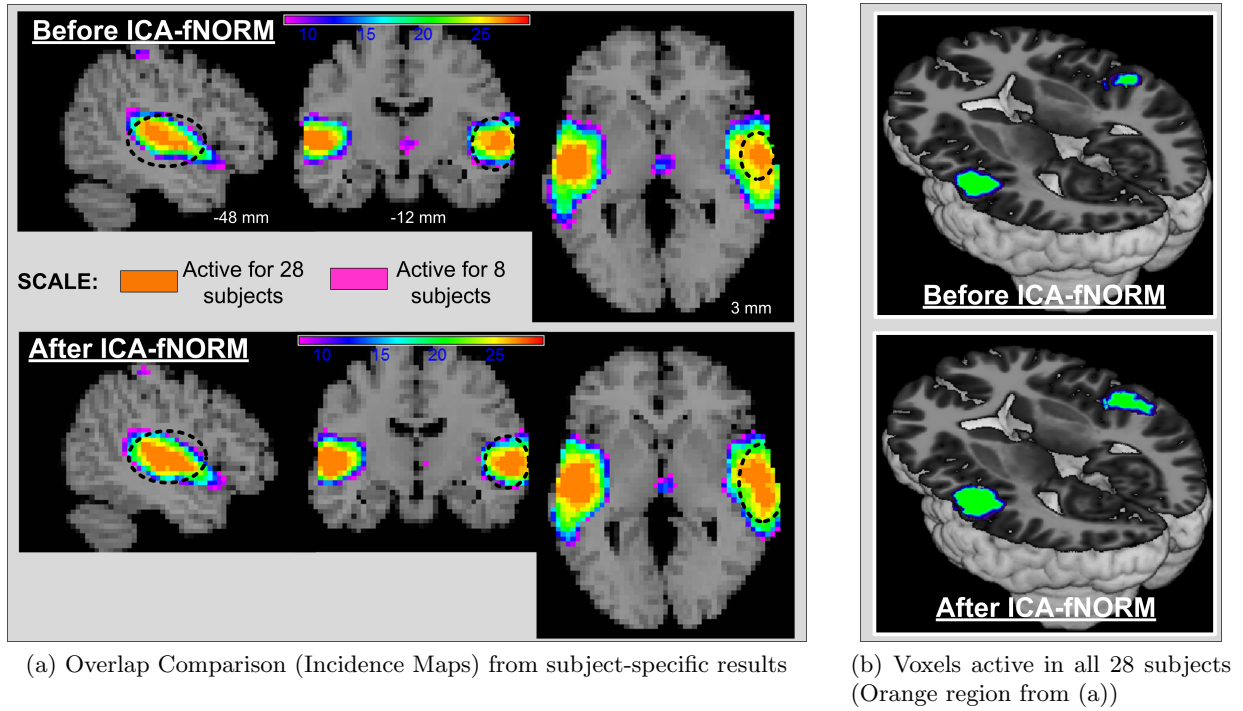 Before ICA-fNORM
10 15 20 25
-48 mm
-12 mm
3 mm
SCALE:
Active for 28
subjects
Active for 8
subjects
After ICA-fNORM
10 15 20 25
(a) Overlap Comparison (Incidence Maps) from subject-specific results
Before ICA-fNORM
After ICA-fNORM
(b) Voxels active in all 28 subjects
(Orange region from (a))